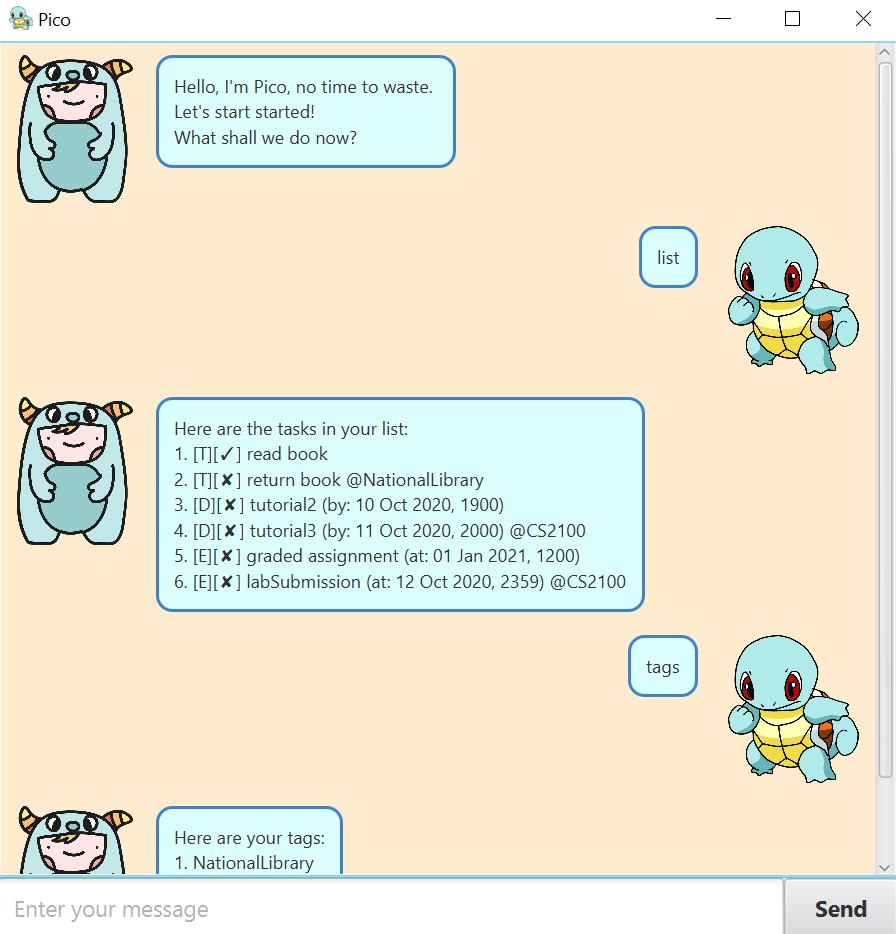 Pico
Hello, I'm Pico, no time to waste.
Let's start started!
What shall we do now?
list
Here are the tasks in your list:
1. [T][✓] read book
2. [T][✘] return book @NationalLibrary
3. [D][✘] tutorial2 (by: 10 Oct 2020, 1900)
4. [D][✘] tutorial3 (by: 11 Oct 2020, 2000) @CS2100
5. [E][✘] graded assignment (at: 01 Jan 2021, 1200)
6. [E][✘] labSubmission (at: 12 Oct 2020, 2359) @CS2100
tags
Here are your tags:
1. NationalLibrary
Enter your message
Send